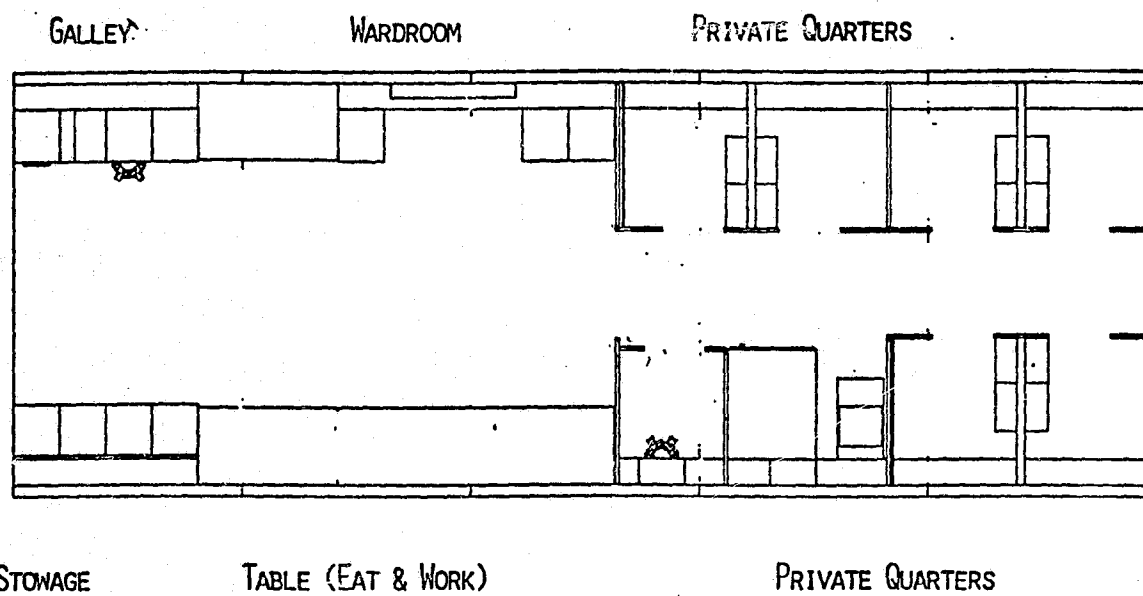 GALLEY
WARDROOM
PRIVATE QUARTERS
STOWAGE
TABLE (EAT & WORK)
PRIVATE QUARTERS